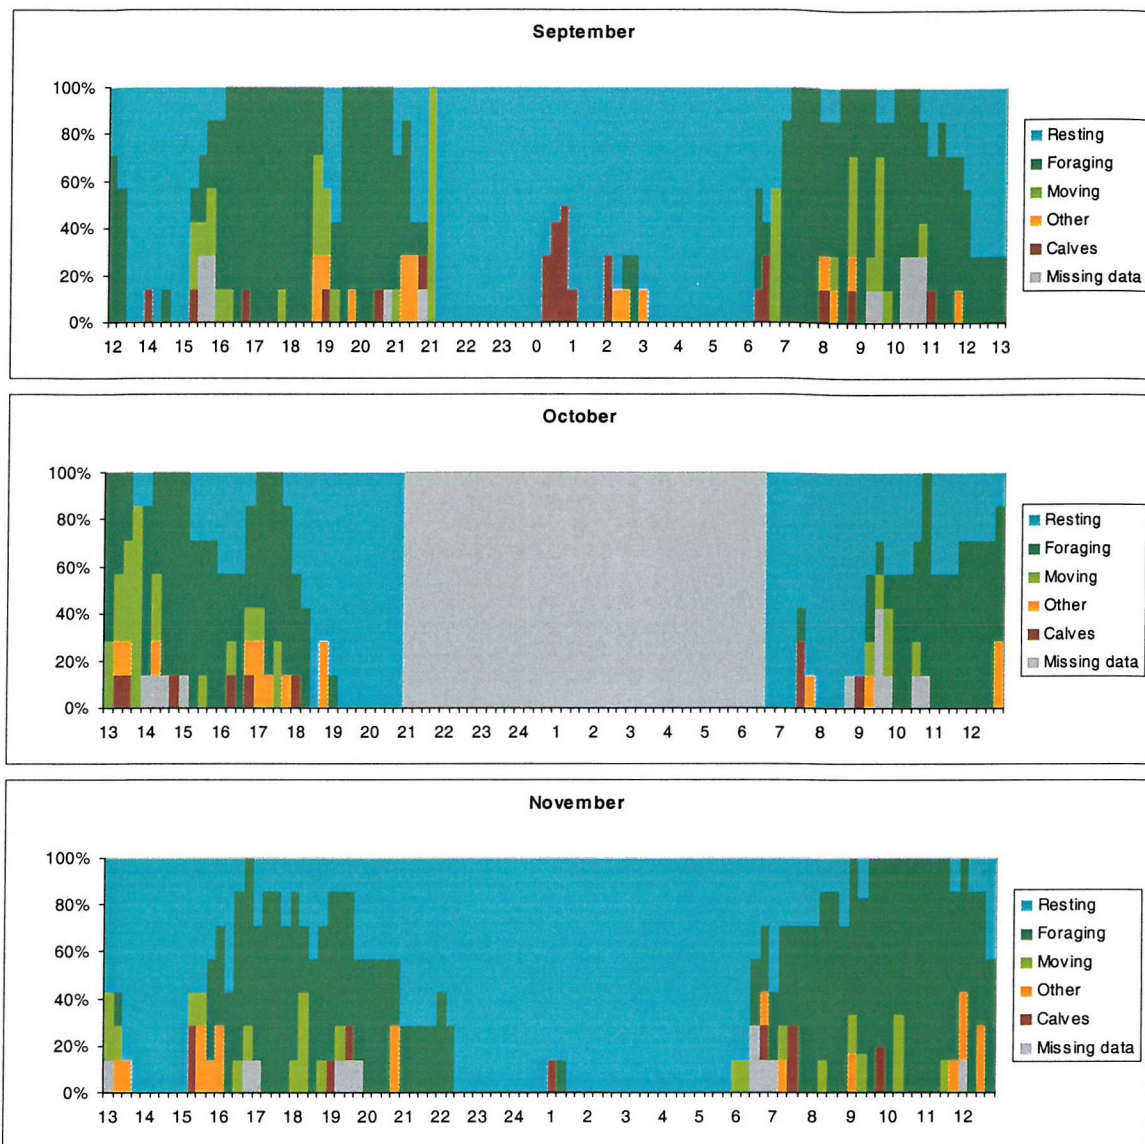 September
100%
80%
60%
40%
20%
0%
12 14 15 16 17 18 19 20 21 21 22 23 0 1 2 3 4 5 6 7 8 9 10 11 12 13
Resting
Foraging
Moving
Other
Calves
Missing data
October
100%
80%
60%
40%
20%
0%
13 14 15 16 17 18 19 20 21 22 23 24 1 2 3 4 5 6 7 8 9 10 11 12
Resting
Foraging
Moving
Other
Calves
Missing data
November
100%
80%
60%
40%
20%
0%
13 14 15 16 17 18 19 20 21 22 23 24 1 2 3 4 5 6 7 8 9 10 11 12
Resting
Foraging
Moving
Other
Calves
Missing data